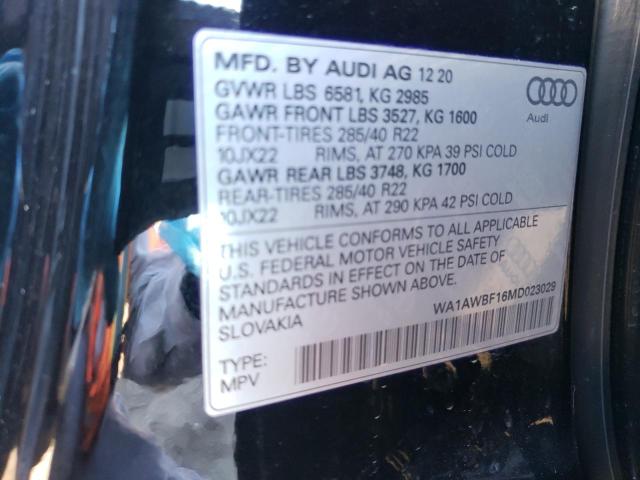 MFD. BY AUDI AG 12 20
GVWR LBS 6581, KG 2985
GAWR FRONT LBS 3527, KG 1600
FRONT-TIRES 285/40 R22
10JX22 RIMS, AT 270 KPA 39 PSI COLD
GAWR REAR LBS 3748, KG 1700
REAR-TIRES 285/40 R22
10JX22 RIMS, AT 290 KPA 42 PSI COLD
Audi
THIS VEHICLE CONFORMS TO ALL APPLICABLE
U.S. FEDERAL MOTOR VEHICLE SAFETY
STANDARDS IN EFFECT ON THE DATE OF
MANUFACTURE SHOWN ABOVE.
SLOVAKIA
WA1AWBF16MD023029
TYPE:
MPV